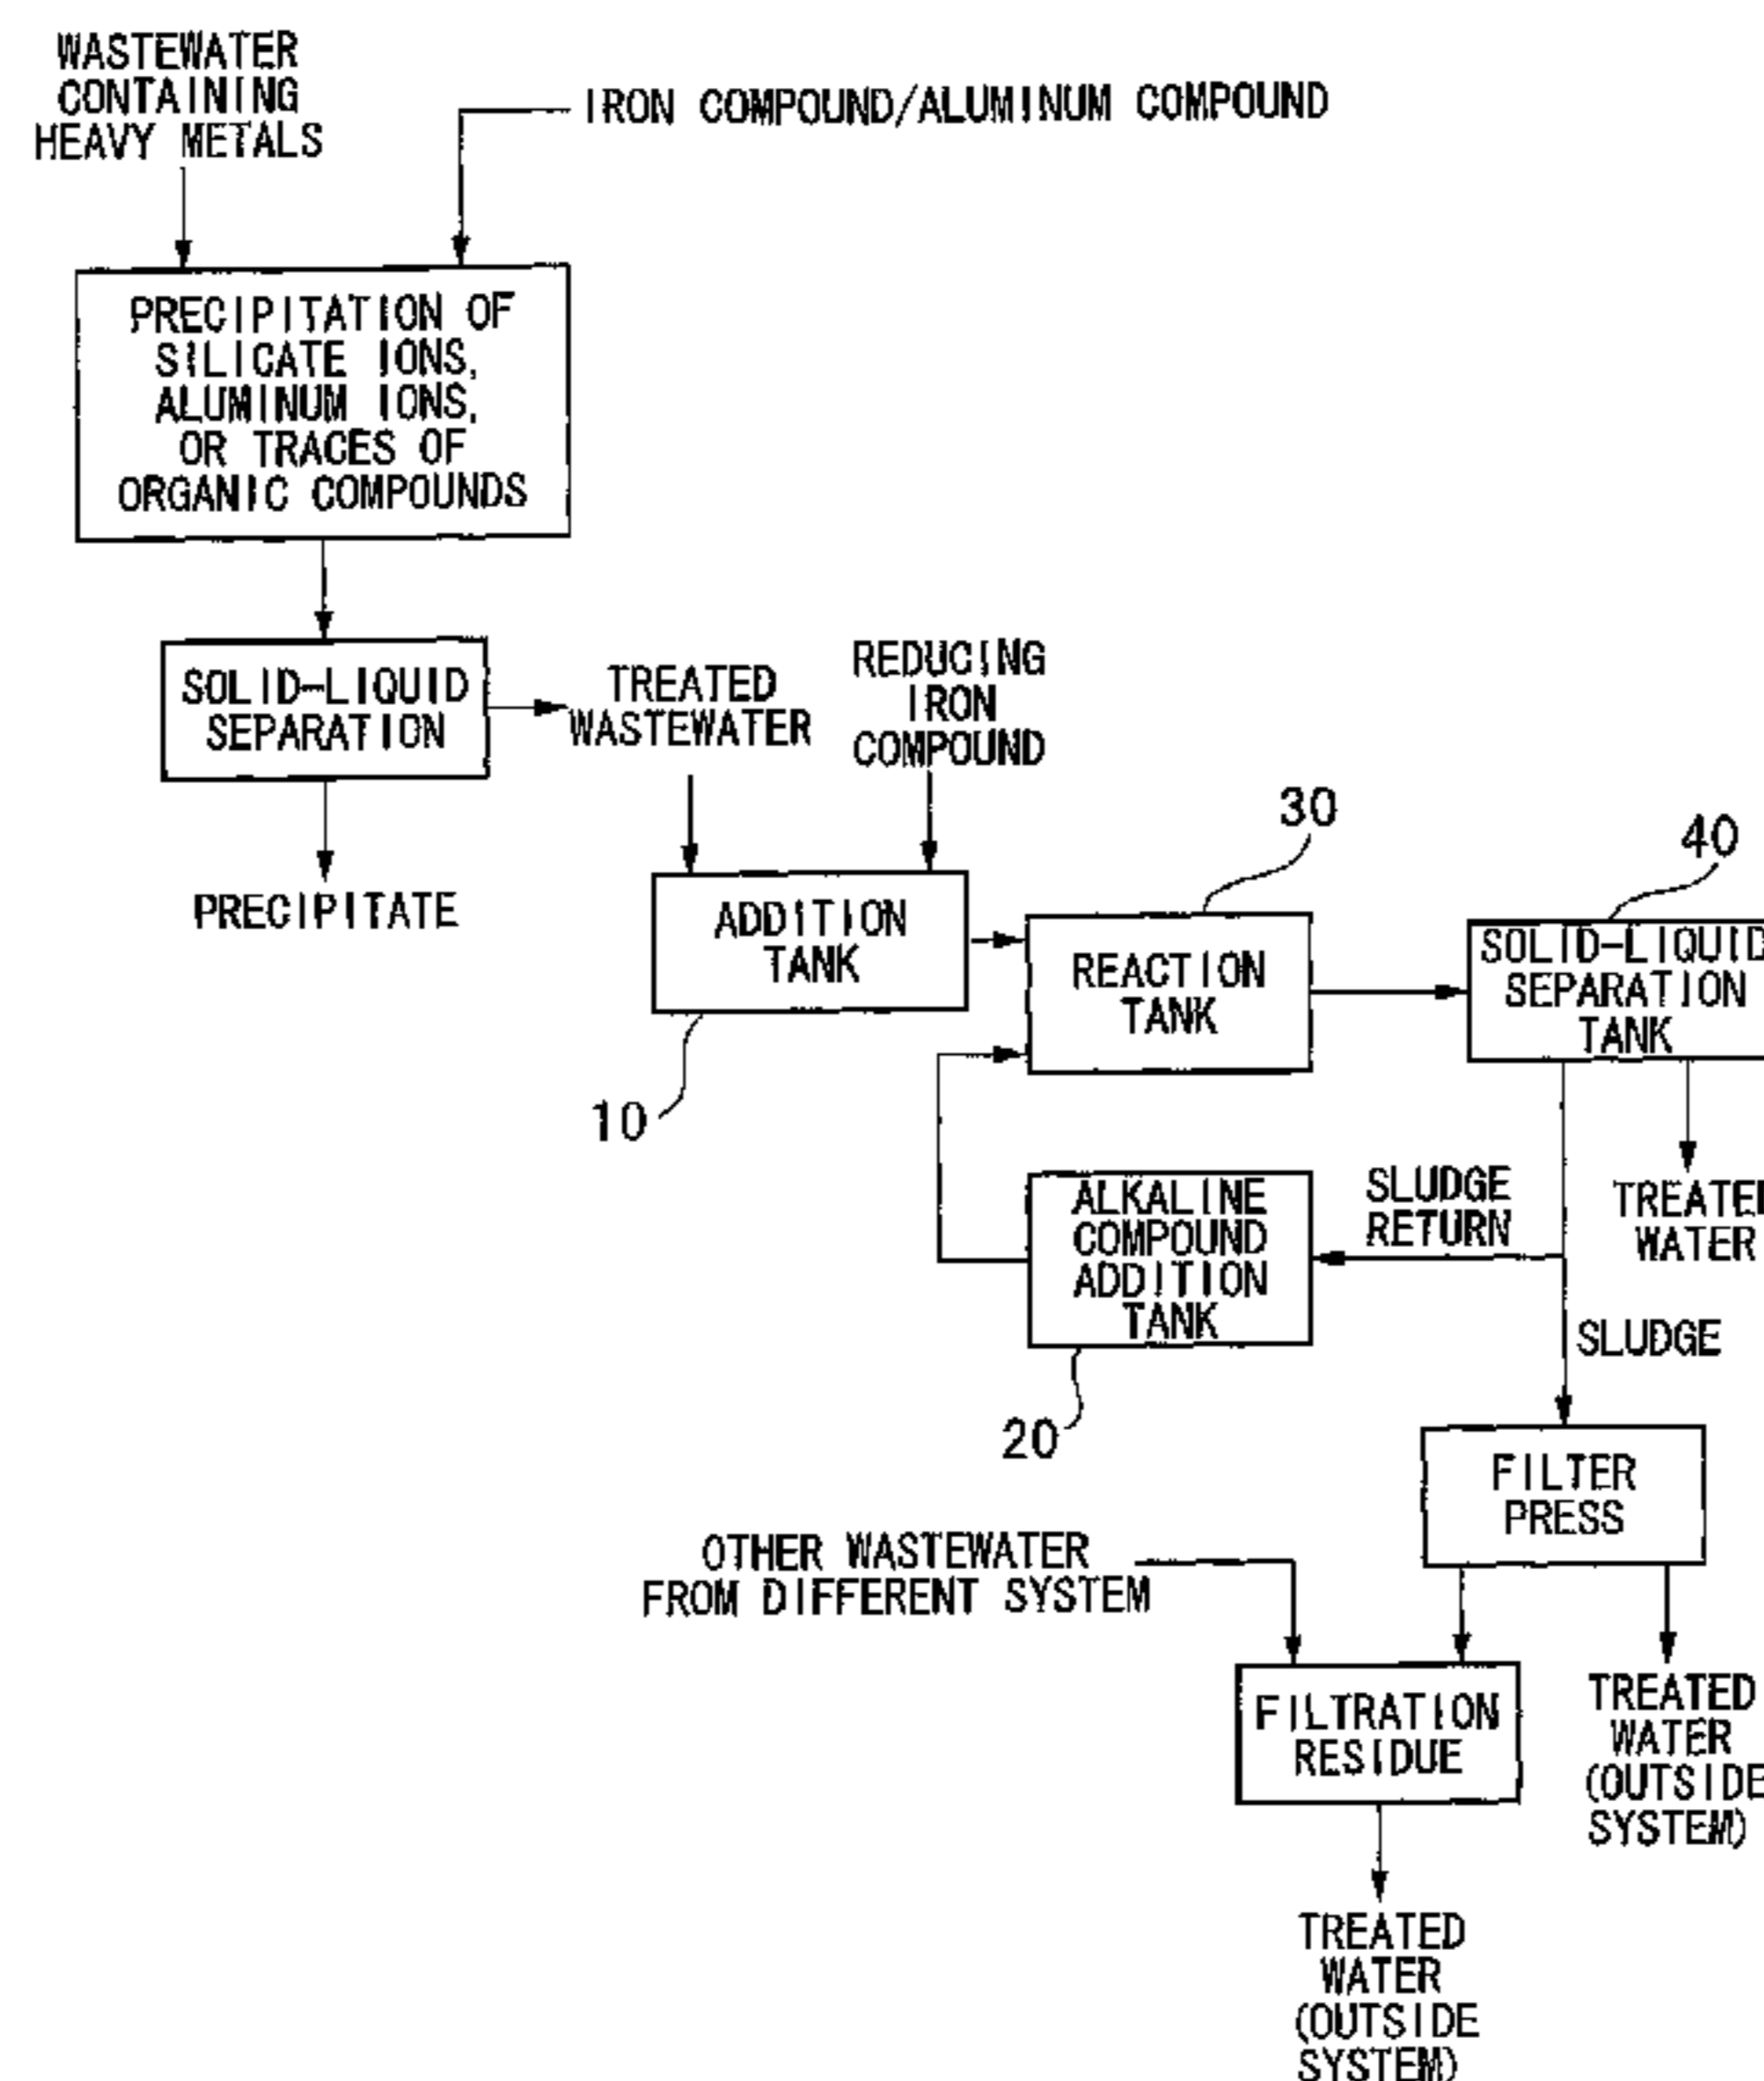 WASTEWATER
CONTAINING
HEAVY METALS
IRON COMPOUND/ALUMINUM COMPOUND
PRECIPITATION OF
SILICATE IONS,
ALUMINUM IONS,
OR TRACES OF
ORGANIC COMPOUNDS
SOLID-LIQUID
SEPARATION
TREATED
WASTEWATER
REDUCING
IRON
COMPOUND
PRECIPITATE
ADDITION
TANK
10
30
REACTION
TANK
40
SOLID-LIQUID
SEPARATION
TANK
ALKALINE
COMPOUND
ADDITION
TANK
20
SLUDGE
RETURN
TREATED
WATER
SLUDGE
FILTER
PRESS
OTHER WASTEWATER
FROM DIFFERENT SYSTEM
FILTRATION
RESIDUE
TREATED
WATER
(OUTSIDE
SYSTEM)
TREATED
WATER
(OUTSIDE
SYSTEM)